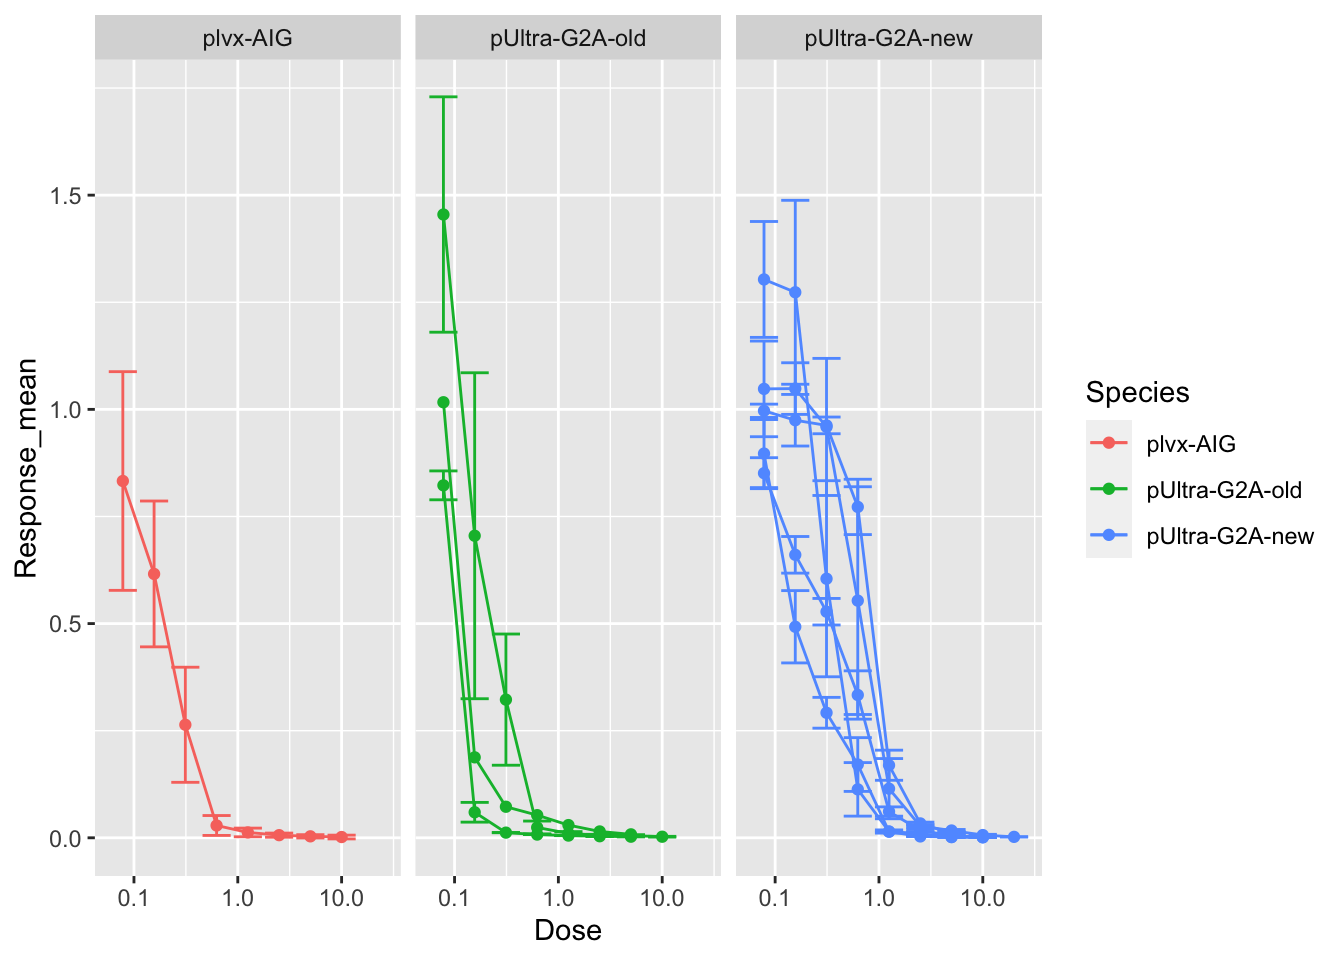 plvx-AIG
pUltra-G2A-old
pUltra-G2A-new
Response_mean
1.5
1.0
0.5
0.0
0.1 1.0 10.0
0.1 1.0 10.0
0.1 1.0 10.0
Dose
Species
plvx-AIG
pUltra-G2A-old
pUltra-G2A-new